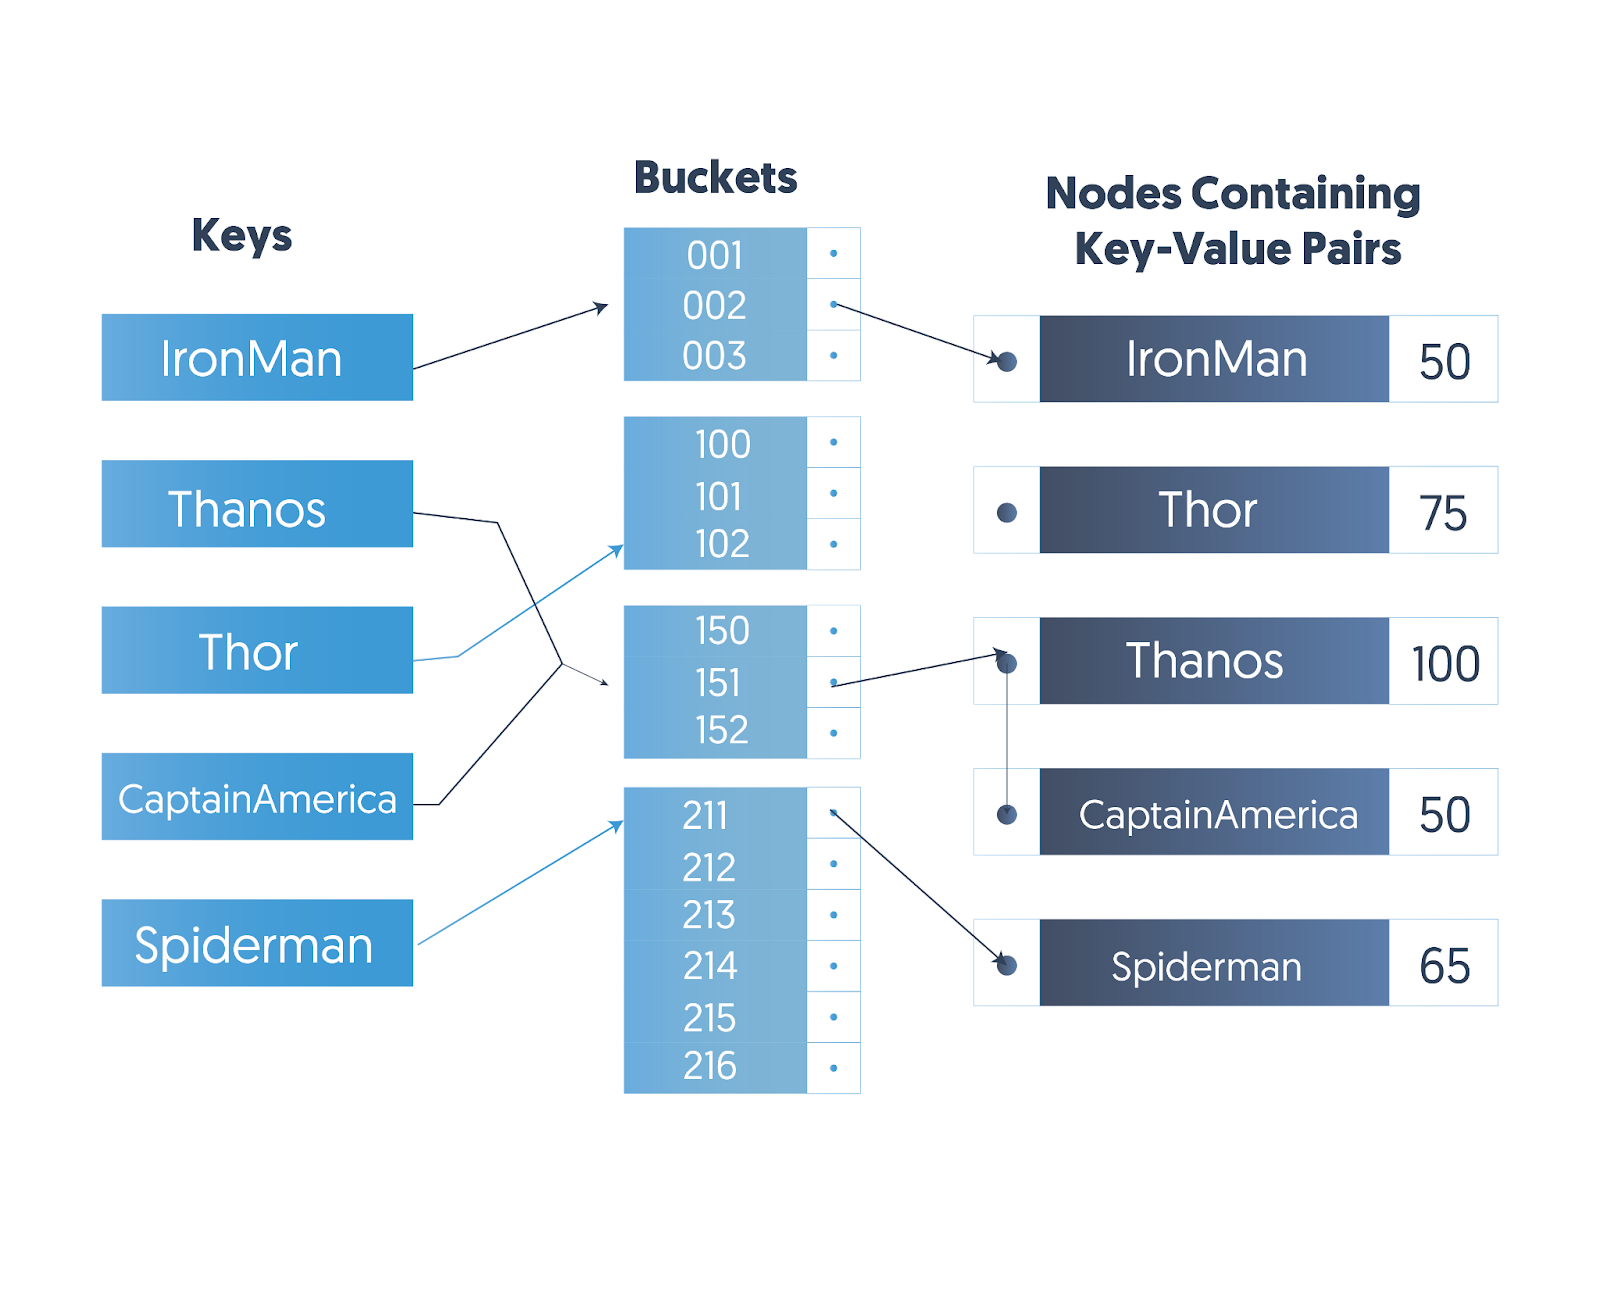 Keys
IronMan
Thanos
Thor
CaptainAmerica
Spiderman
Buckets
001
002
003
100
101
102
150
151
152
211
212
213
214
215
216
Nodes Containing
Key-Value Pairs
IronMan 50
Thor 75
Thanos 100
CaptainAmerica 50
Spiderman 65